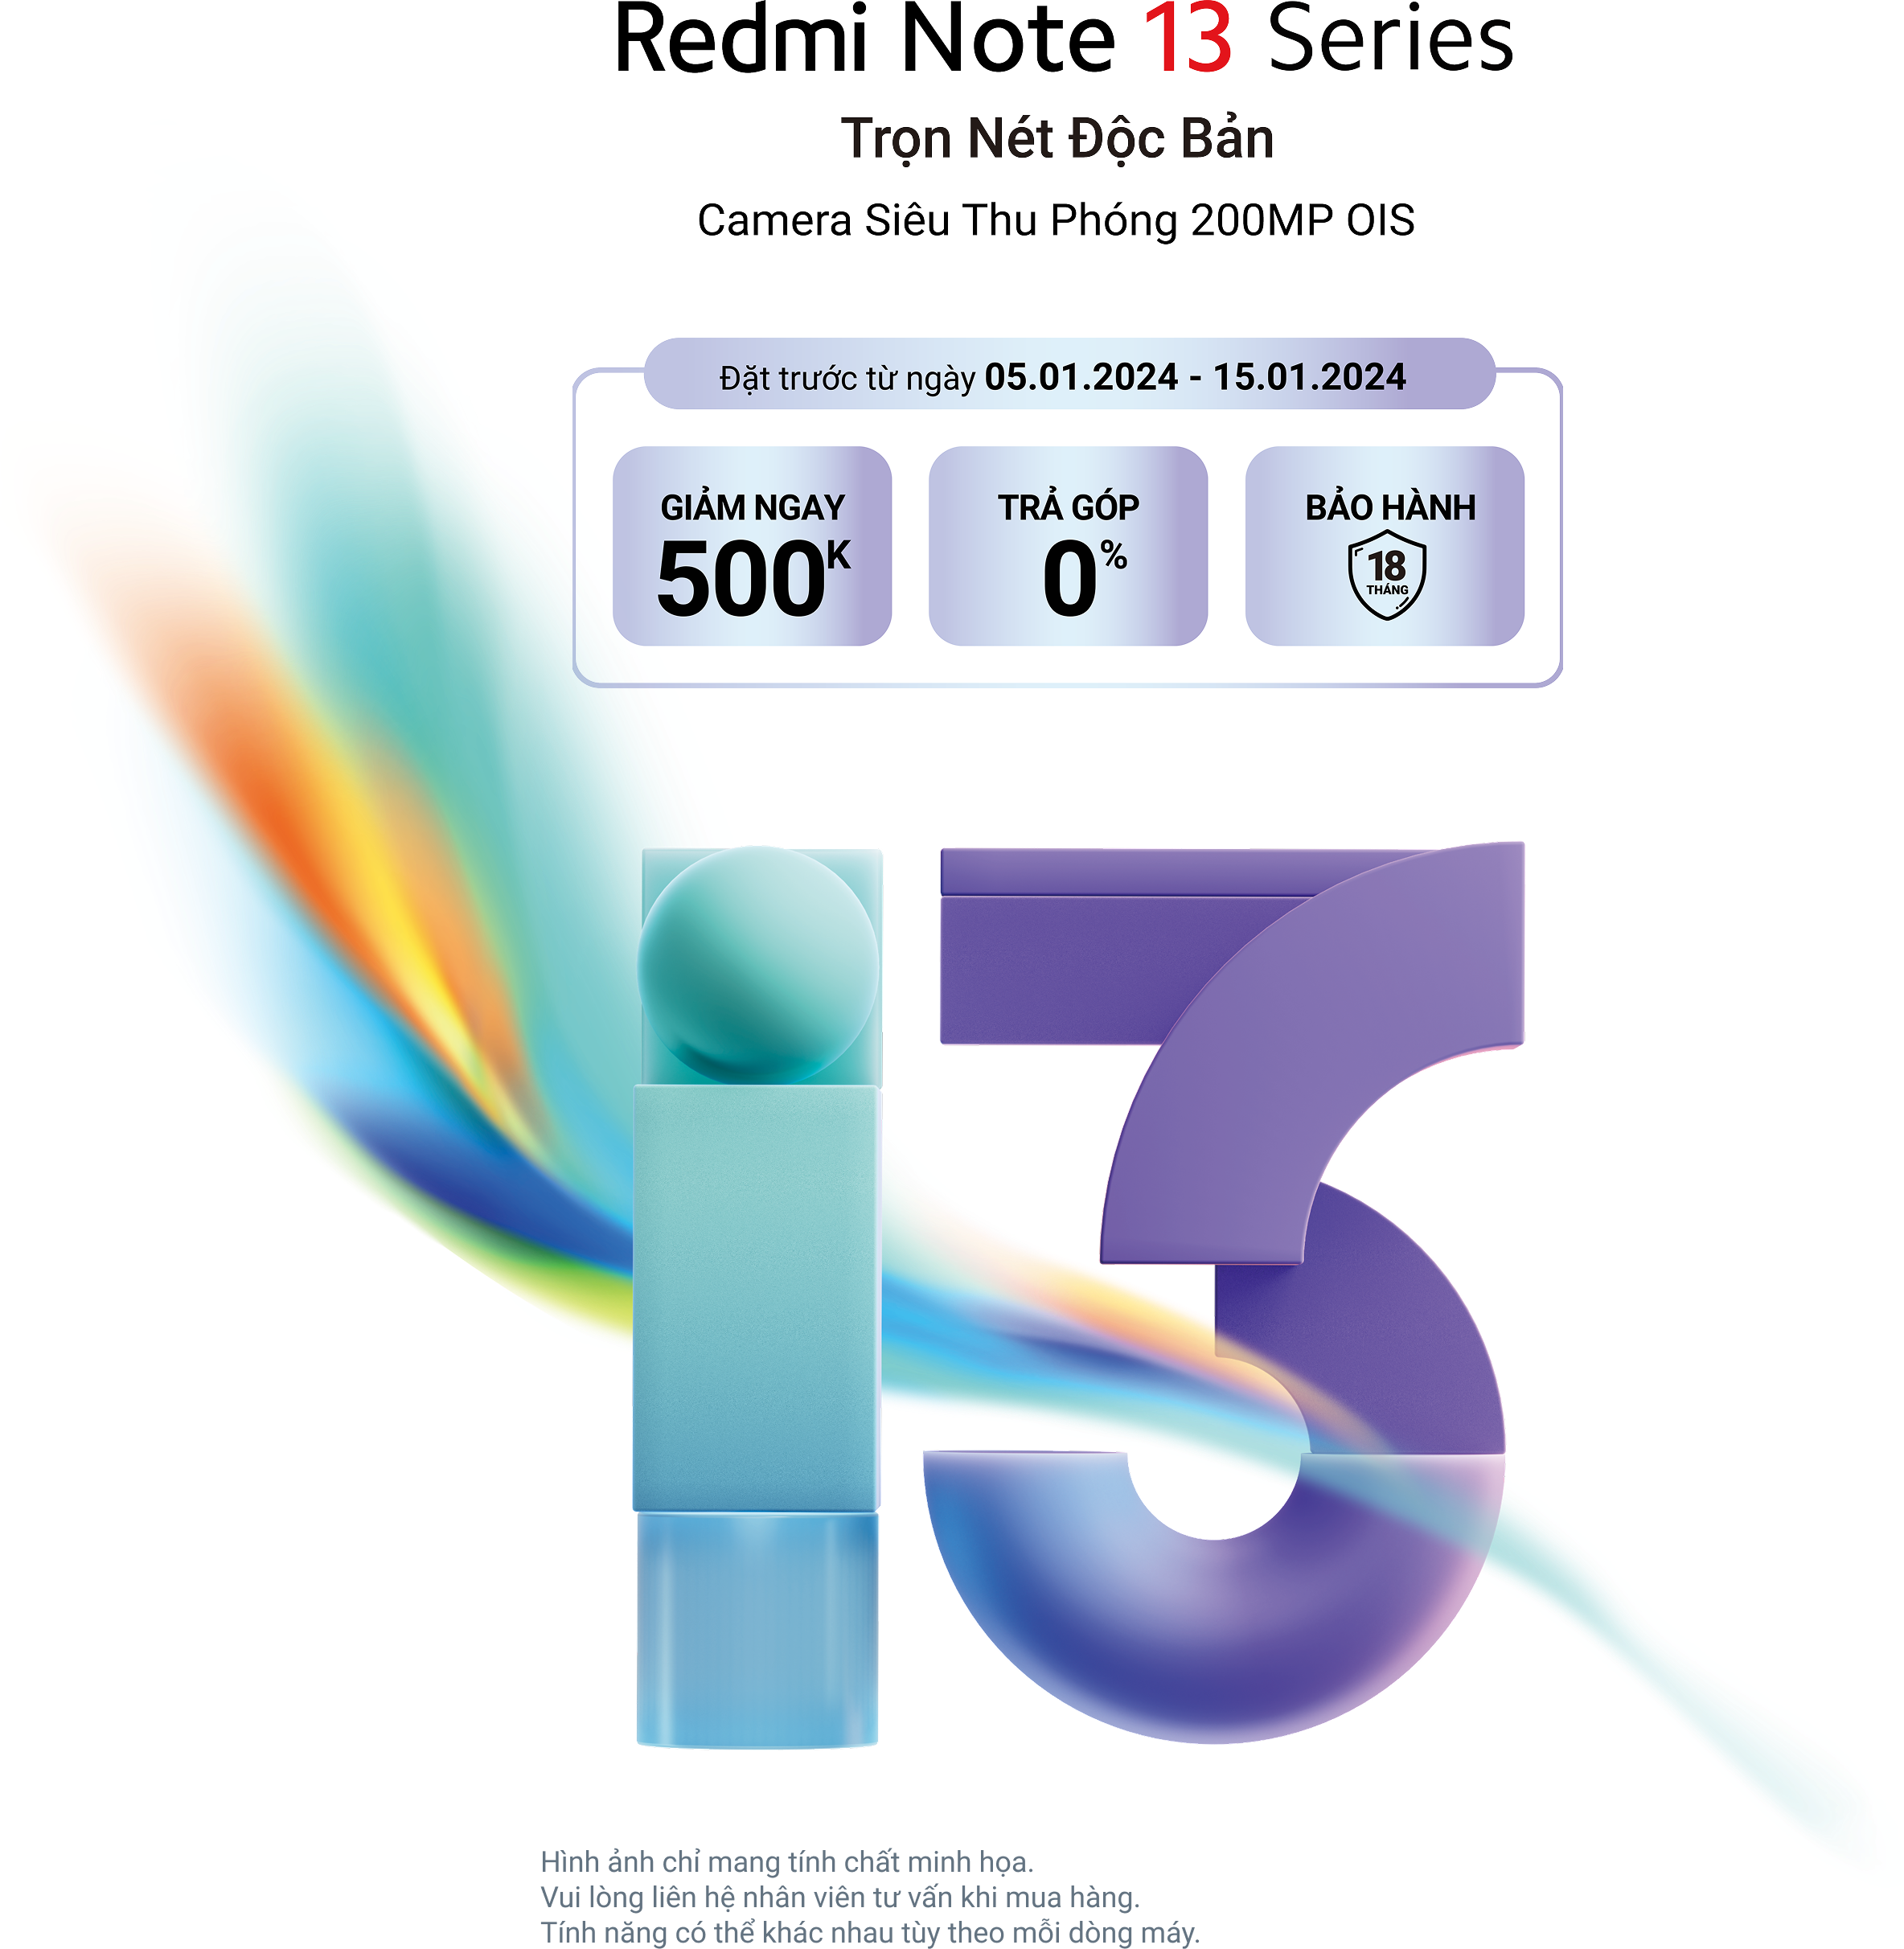 Redmi Note 13 Series
Trọn Nét Độc Bản
Camera Siêu Thu Phóng 200MP OIS
Đặt trước từ ngày 05.01.2024 - 15.01.2024
GIẢM NGAY
500K
TRẢ GÓP
0%
BẢO HÀNH
18
THÁNG
13
Hình ảnh chỉ mang tính chất minh họa.
Vui lòng liên hệ nhân viên tư vấn khi mua hàng.
Tính năng có thể khác nhau tùy theo mỗi dòng máy.